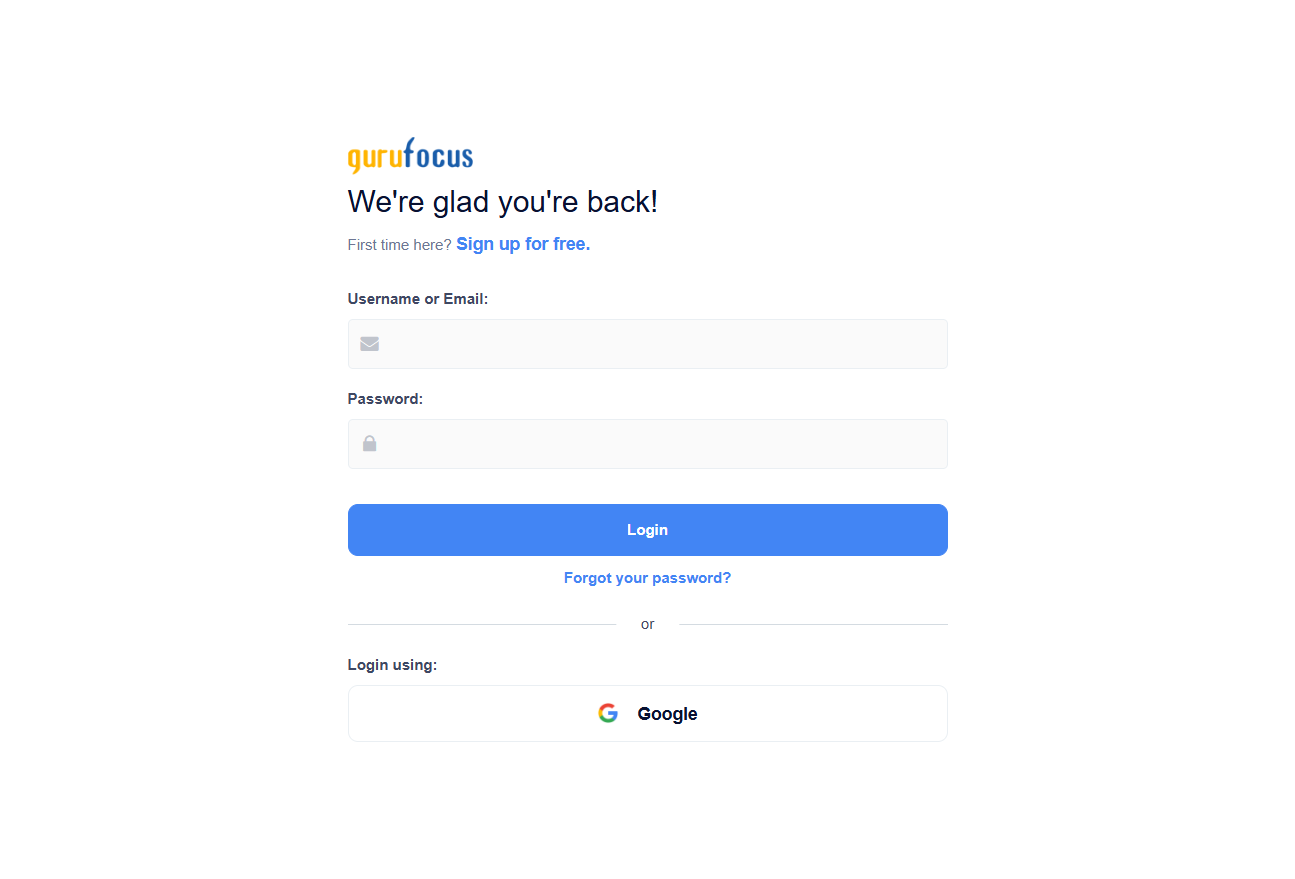 gurufocus
We're glad you're back!
First time here? Sign up for free.
Username or Email:
Password:
Login
Forgot your password?
or
Login using:
Google